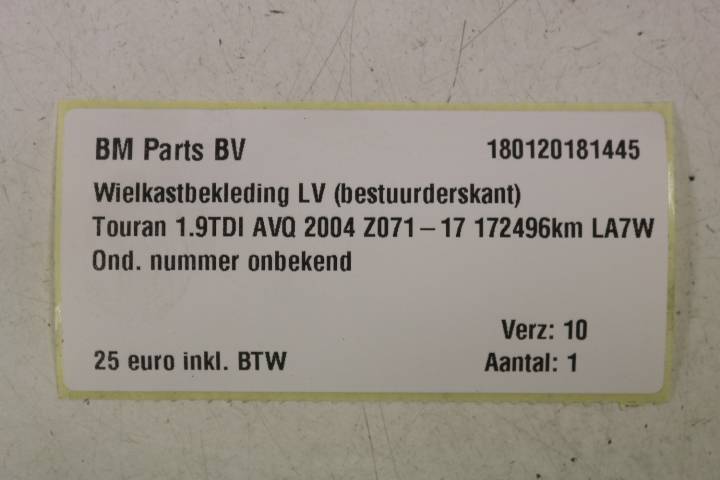 BM Parts BV 180120181445
Wielkastbekleding LV (bestuurderskant)
Touran 1.9TDI AVQ 2004 Z071-17 172496km LA7W
Ond. nummer onbekend
Verz: 10
25 euro inkl. BTW Aantal: 1